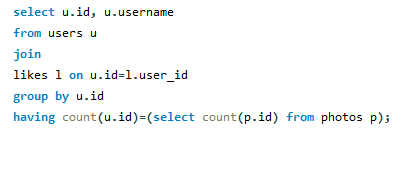 select u.id, u.username
from users u
join
likes l on u.id=l.user_id
group by u.id
having count(u.id)=(select count(p.id) from photos p);